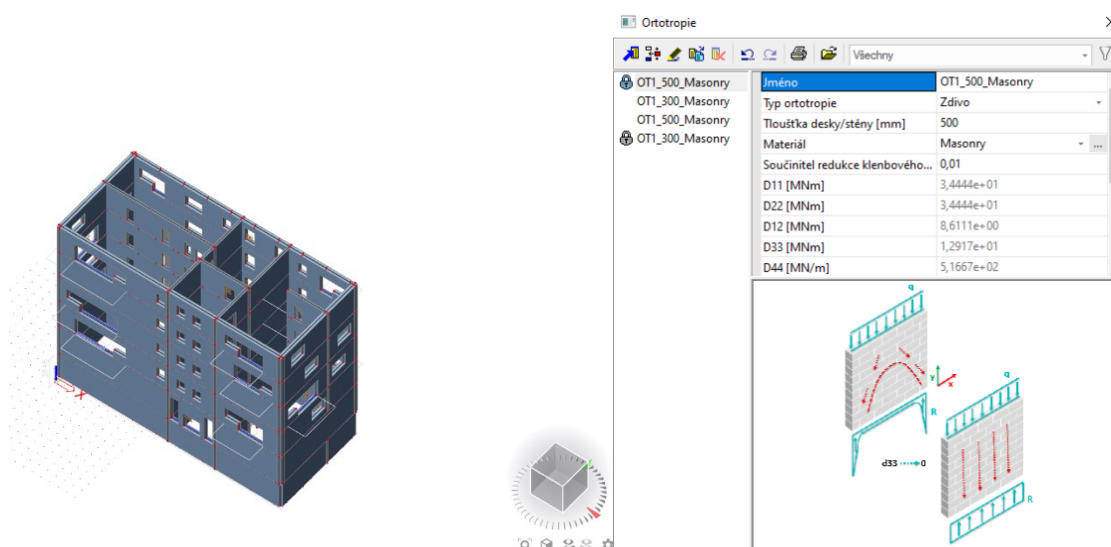 Ortotropie
Všechny
OT1_500_Masonry
OT1_300_Masonry
OT1_500_Masonry
OT1_300_Masonry
Jméno OT1_500_Masonry
Typ ortotropie Zdivo
Tloušťka desky/stěny [mm] 500
Materiál Masonry ...
Součinitel redukce klenbového... 0,01
D11 [MNm] 3,4444e+01
D22 [MNm] 3,4444e+01
D12 [MNm] 8,6111e+00
D33 [MNm] 1,2917e+01
D44 [MN/m] 5,1667e+02
q
Y
X
q
R
d33 0
R
X